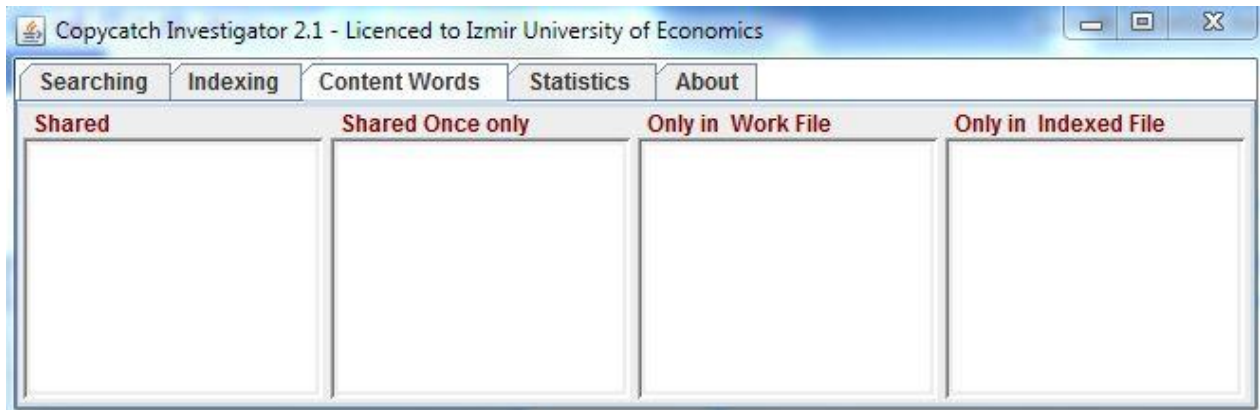 Copycatch Investigator 2.1 - Licenced to Izmir University of Economics
Searching Indexing Content Words Statistics About
Shared Shared Once only Only in Work File Only in Indexed File